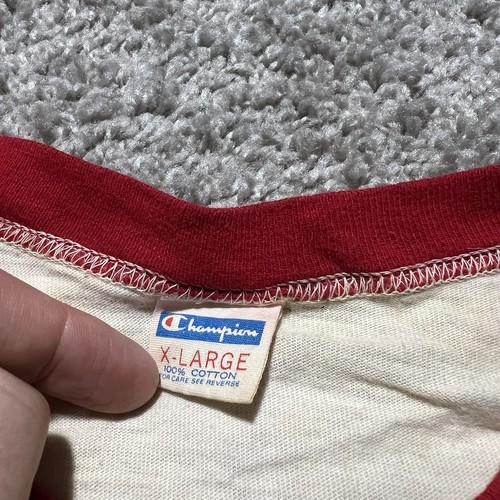 Champion
X-LARGE
100% COTTON
FOR CARE SEE REVERSE